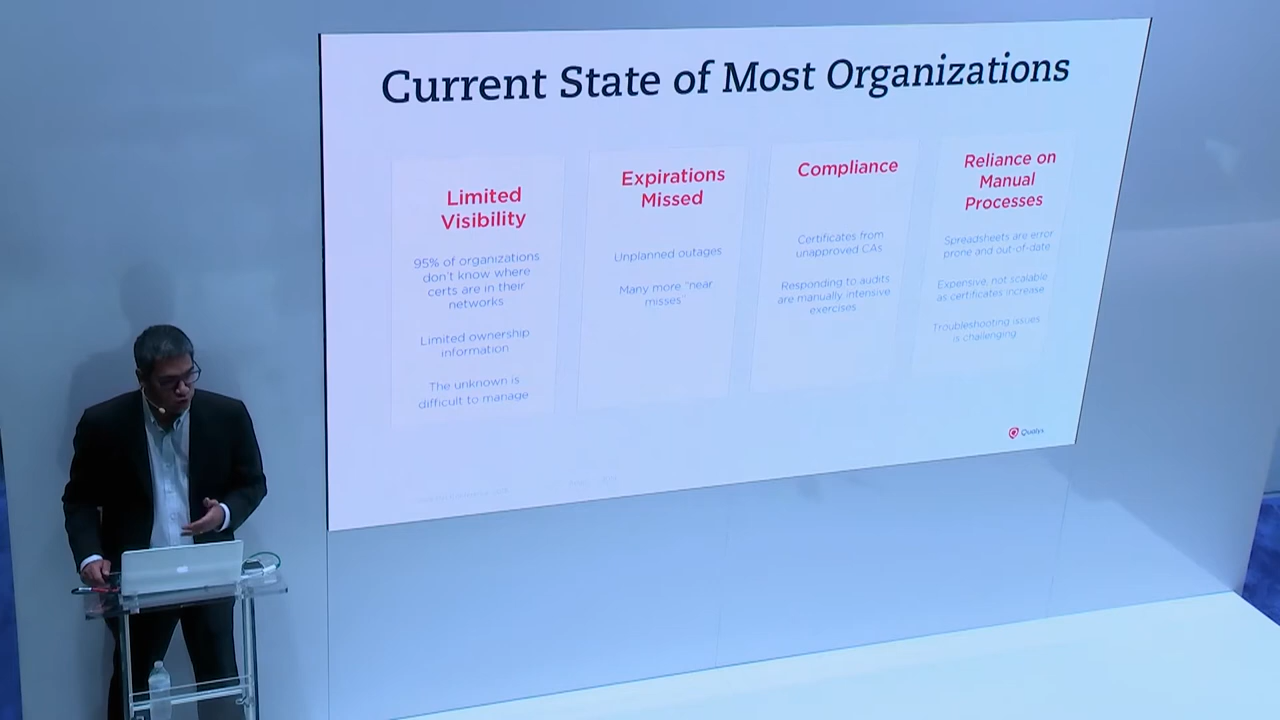 Current State of Most Organizations
Limited
Visibility
95% of organizations
don't know where
certs are in their
networks
Limited ownership
information
The unknown is
difficult to manage
Expirations
Missed
Unplanned outages
Many more "near
misses"
Compliance
Certificates from
unapproved CAs
Responding to audits
are manually intensive
exercises
Reliance on
Manual
Processes
Spreadsheets are error
prone and out-of-date
Expensive, not scalable
as certificates increase
Troubleshooting issues
is challenging
Qualys